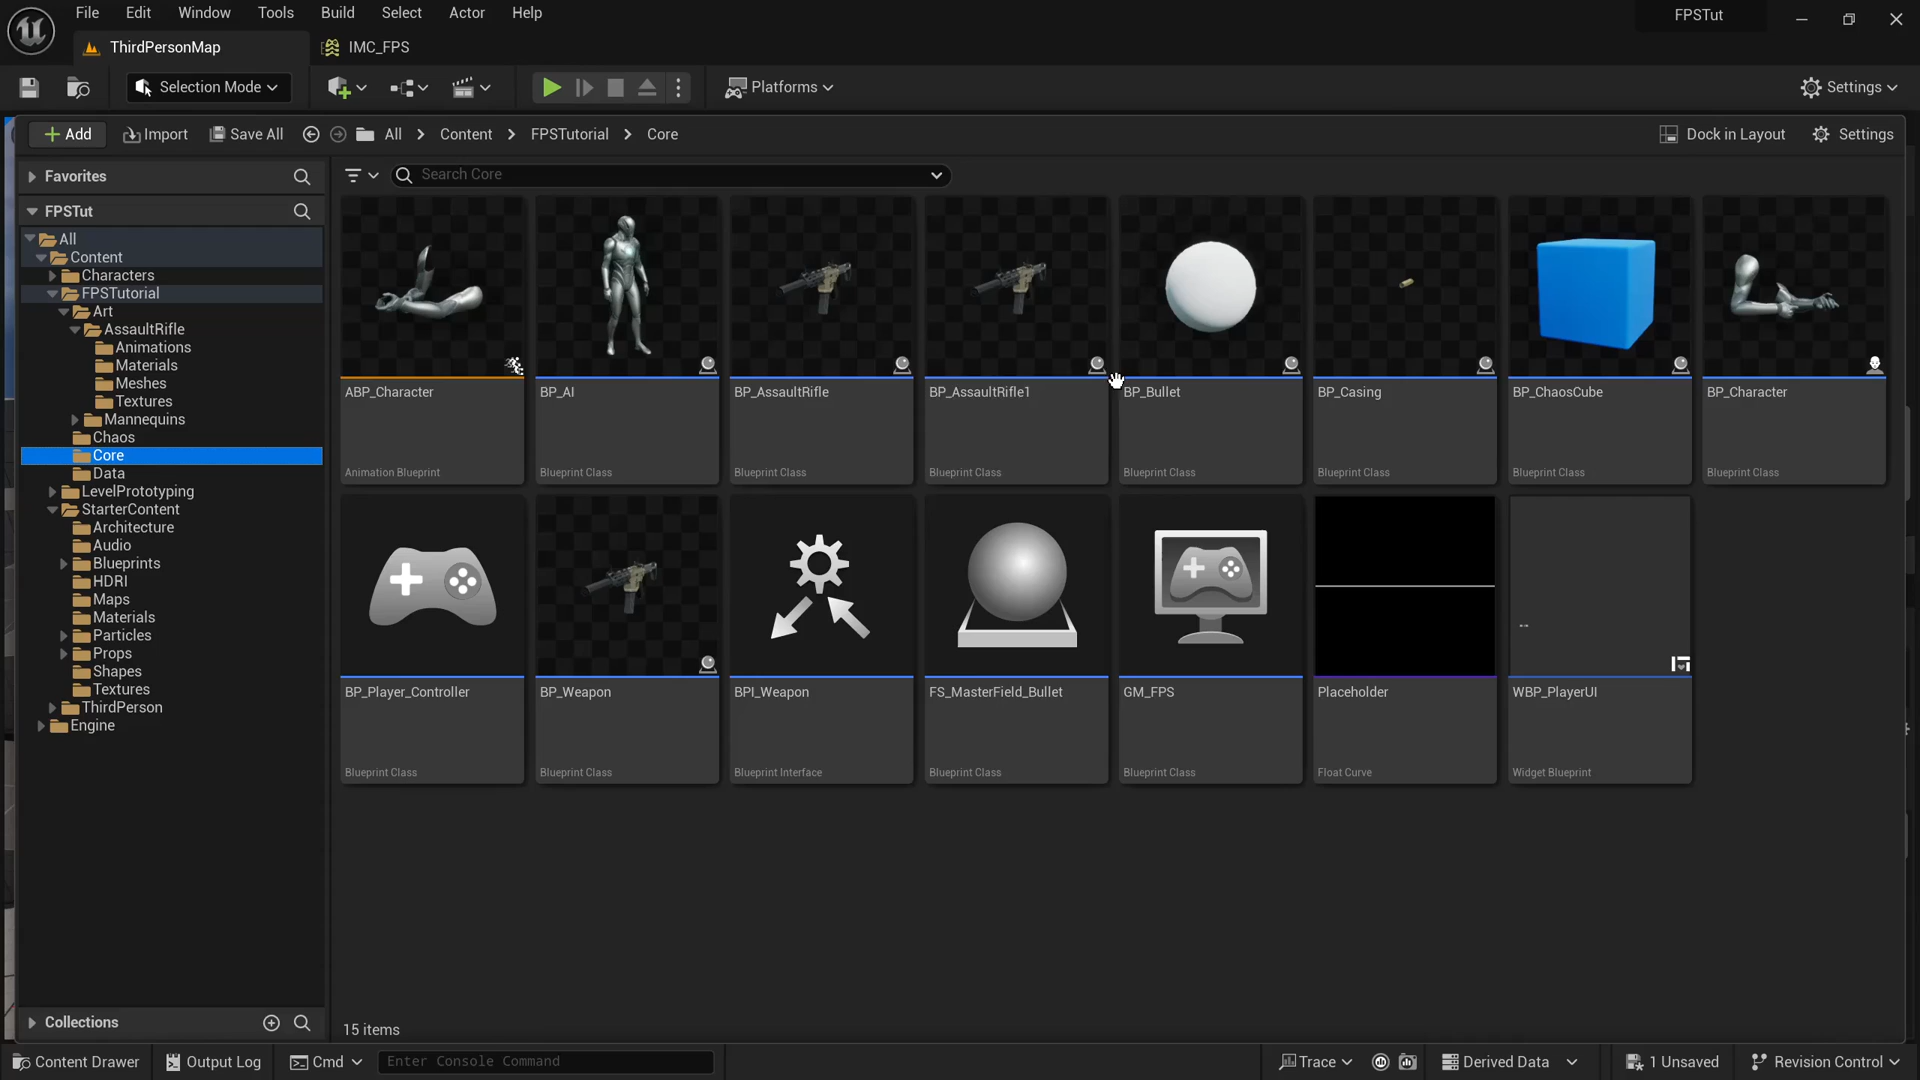 File Edit Window Tools Build Select Actor Help
FPSTut
ThirdPersonMap
IMC_FPS
Selection Mode
Platforms
Settings
Add
Import
Save All
All
Content
FPSTutorial
Core
Dock in Layout
Settings
Favorites
Search Core
FPSTut
All
Content
Characters
FPSTutorial
Art
AssaultRifle
Animations
Materials
Meshes
Textures
Mannequins
Chaos
Core
Data
LevelPrototyping
StarterContent
Architecture
Audio
Blueprints
HDRI
Maps
Materials
Particles
Props
Shapes
Textures
ThirdPerson
Engine
Collections
ABP_Character
Animation Blueprint
BP_AI
Blueprint Class
BP_AssaultRifle
Blueprint Class
BP_AssaultRifle1
Blueprint Class
BP_Bullet
Blueprint Class
BP_Casing
Blueprint Class
BP_ChaosCube
Blueprint Class
BP_Character
Blueprint Class
BP_Player_Controller
Blueprint Class
BP_Weapon
Blueprint Class
BPI_Weapon
Blueprint Interface
FS_MasterField_Bullet
Blueprint Class
GM_FPS
Blueprint Class
Placeholder
Float Curve
WBP_PlayerUI
Widget Blueprint
15 items
Content Drawer
Output Log
Cmd
Enter Console Command
Trace
Derived Data
1 Unsaved
Revision Control